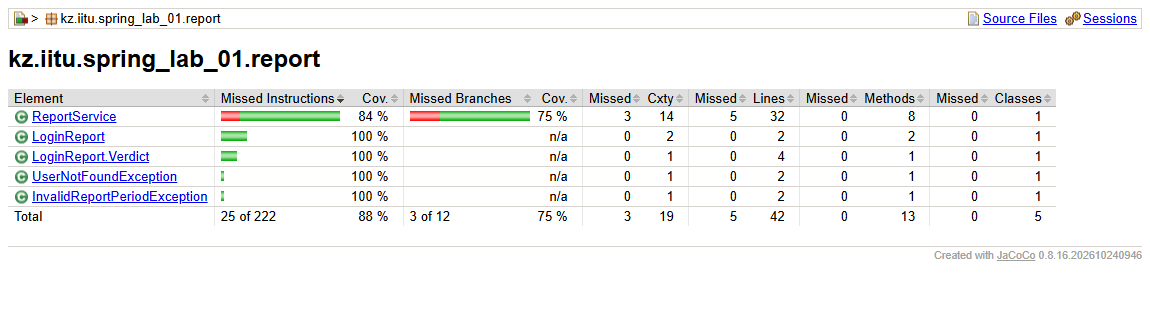 > kz.iitu.spring_lab_01.report Source Files Sessions
kz.iitu.spring_lab_01.report
Element Missed Instructions Cov. Missed Branches Cov. Missed Cxty Missed Lines Missed Methods Missed Classes
ReportService 84 % 75 % 3 14 5 32 0 8 0 1
LoginReport 100 % n/a 0 2 0 2 0 2 0 1
LoginReport.Verdict 100 % n/a 0 1 0 4 0 1 0 1
UserNotFoundException 100 % n/a 0 1 0 2 0 1 0 1
InvalidReportPeriodException 100 % n/a 0 1 0 2 0 1 0 1
Total 25 of 222 88 % 3 of 12 75 % 3 19 5 42 0 13 0 5
Created with JaCoCo 0.8.16.202610240946